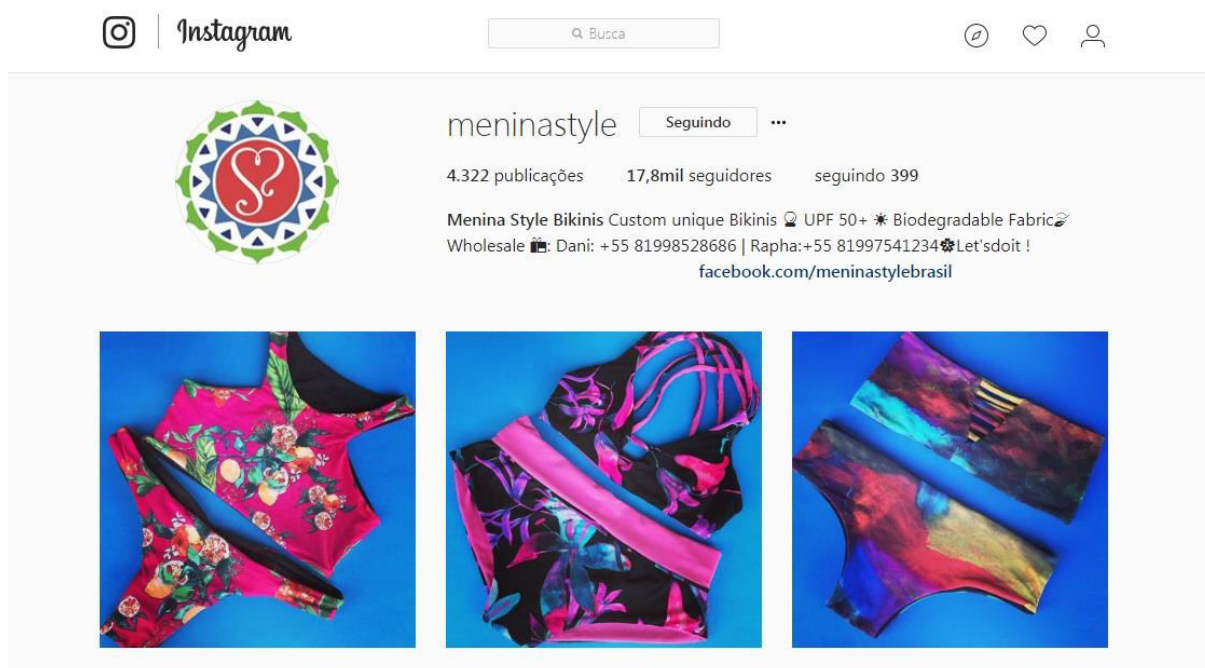 Instagram
Busca
meninastyle Seguindo
4.322 publicações 17,8mil seguidores seguindo 399
Menina Style Bikinis Custom unique Bikinis UPF 50+ ☀ Biodegradable Fabric
Wholesale 🛍: Dani: +55 81998528686 | Rapha:+55 81997541234🌺Let'sdoit !
facebook.com/meninastylebrasil